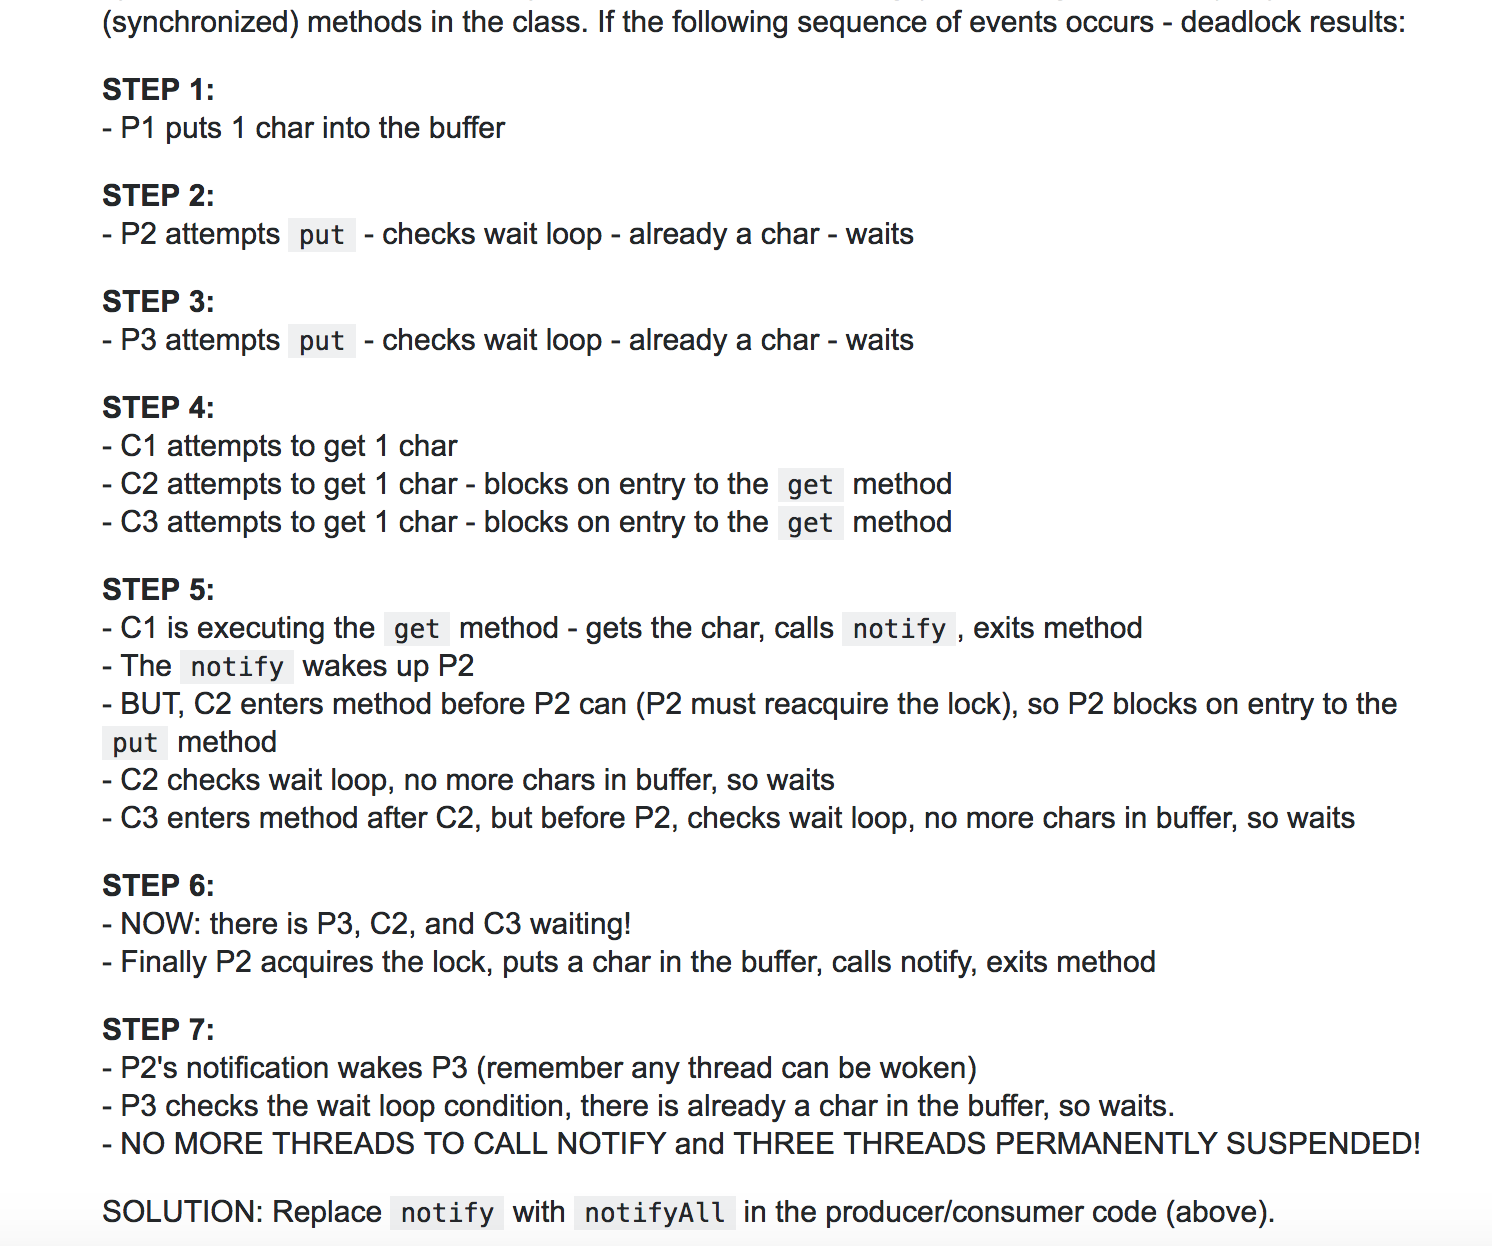 (synchronized) methods in the class. If the following sequence of events occurs - deadlock results:
STEP 1:
- P1 puts 1 char into the buffer
STEP 2:
- P2 attempts put - checks wait loop - already a char - waits
STEP 3:
- P3 attempts put - checks wait loop - already a char - waits
STEP 4:
- C1 attempts to get 1 char
- C2 attempts to get 1 char - blocks on entry to the get method
- C3 attempts to get 1 char - blocks on entry to the get method
STEP 5:
- C1 is executing the get method - gets the char, calls notify, exits method
- The notify wakes up P2
- BUT, C2 enters method before P2 can (P2 must reacquire the lock), so P2 blocks on entry to the
put method
- C2 checks wait loop, no more chars in buffer, so waits
- C3 enters method after C2, but before P2, checks wait loop, no more chars in buffer, so waits
STEP 6:
- NOW: there is P3, C2, and C3 waiting!
- Finally P2 acquires the lock, puts a char in the buffer, calls notify, exits method
STEP 7:
- P2's notification wakes P3 (remember any thread can be woken)
- P3 checks the wait loop condition, there is already a char in the buffer, so waits.
- NO MORE THREADS TO CALL NOTIFY and THREE THREADS PERMANENTLY SUSPENDED!
SOLUTION: Replace notify with notifyAll in the producer/consumer code (above).